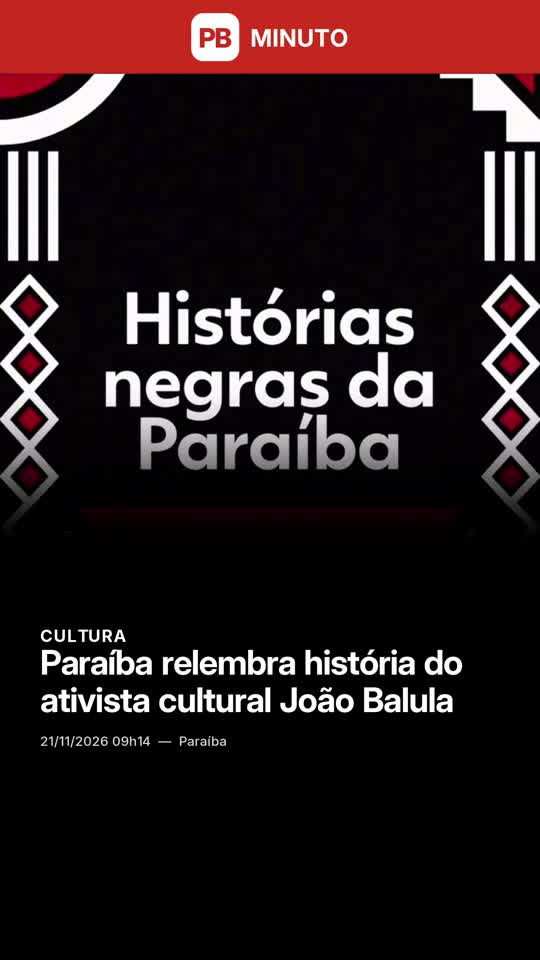 PB MINUTO
Histórias
negras da
Paraíba
CULTURA
Paraíba relembra história do
ativista cultural João Balula
21/11/2026 09h14 — Paraíba